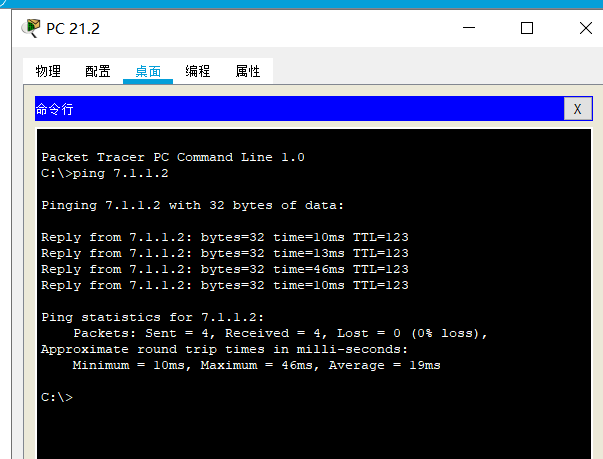 PC 21.2
物理 配置 桌面 编程 属性
命令行 X
Packet Tracer PC Command Line 1.0
C:\>ping 7.1.1.2
Pinging 7.1.1.2 with 32 bytes of data:
Reply from 7.1.1.2: bytes=32 time=10ms TTL=123
Reply from 7.1.1.2: bytes=32 time=13ms TTL=123
Reply from 7.1.1.2: bytes=32 time=46ms TTL=123
Reply from 7.1.1.2: bytes=32 time=10ms TTL=123
Ping statistics for 7.1.1.2:
Packets: Sent = 4, Received = 4, Lost = 0 (0% loss),
Approximate round trip times in milli-seconds:
Minimum = 10ms, Maximum = 46ms, Average = 19ms
C:\>